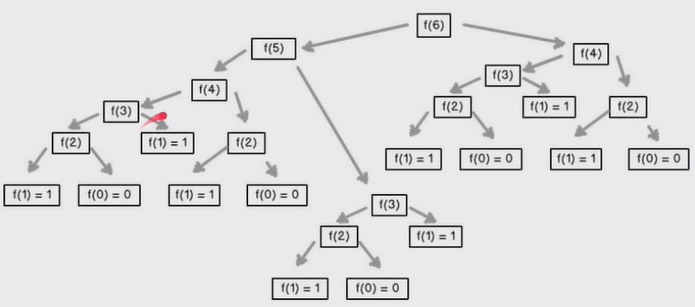 f(6)
f(5)
f(4)
f(3)
f(4)
f(3)
f(2)
f(1) = 1
f(2)
f(2)
f(1) = 1
f(2)
f(1) = 1
f(0) = 0
f(1) = 1
f(0) = 0
f(1) = 1
f(0) = 0
f(1) = 1
f(0) = 0
f(3)
f(2)
f(1) = 1
f(1) = 1
f(0) = 0